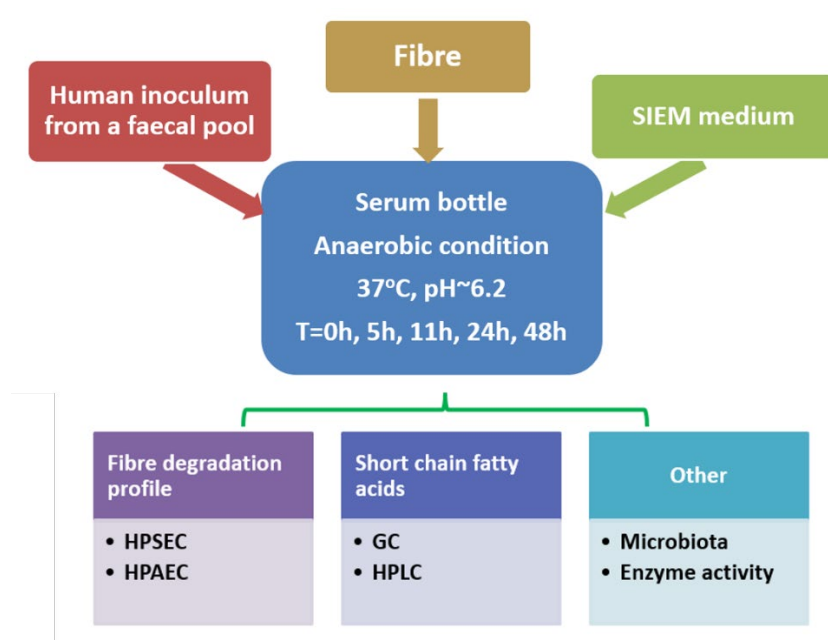 Fibre
Human inoculum
from a faecal pool
SIEM medium
Serum bottle
Anaerobic condition
37°C, pH~6.2
T=0h, 5h, 11h, 24h, 48h
Fibre degradation
profile
• HPSEC
• HPAEC
Short chain fatty
acids
• GC
• HPLC
Other
• Microbiota
• Enzyme activity